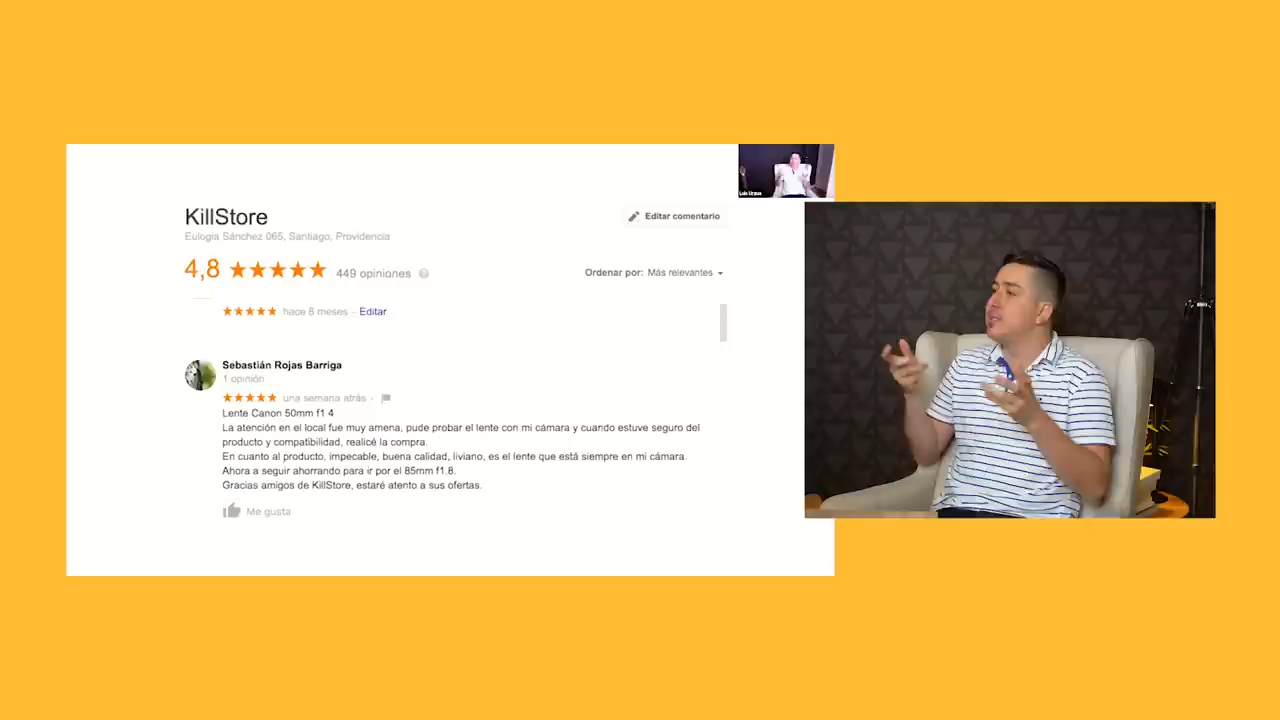 KillStore
Editar comentario
Eulogia Sánchez 065, Santiago, Providencia
4,8 449 opiniones
Ordenar por: Más relevantes
hace 8 meses - Editar
Sebastián Rojas Barriga
1 opinión
una semana atrás -
Lente Canon 50mm f1 4
La atención en el local fue muy amena, pude probar el lente con mi cámara y cuando estuve seguro del
producto y compatibilidad, realicé la compra.
En cuanto al producto, impecable, buena calidad, liviano, es el lente que está siempre en mi cámara.
Ahora a seguir ahorrando para ir por el 85mm f1.8.
Gracias amigos de KillStore, estaré atento a sus ofertas.
Me gusta